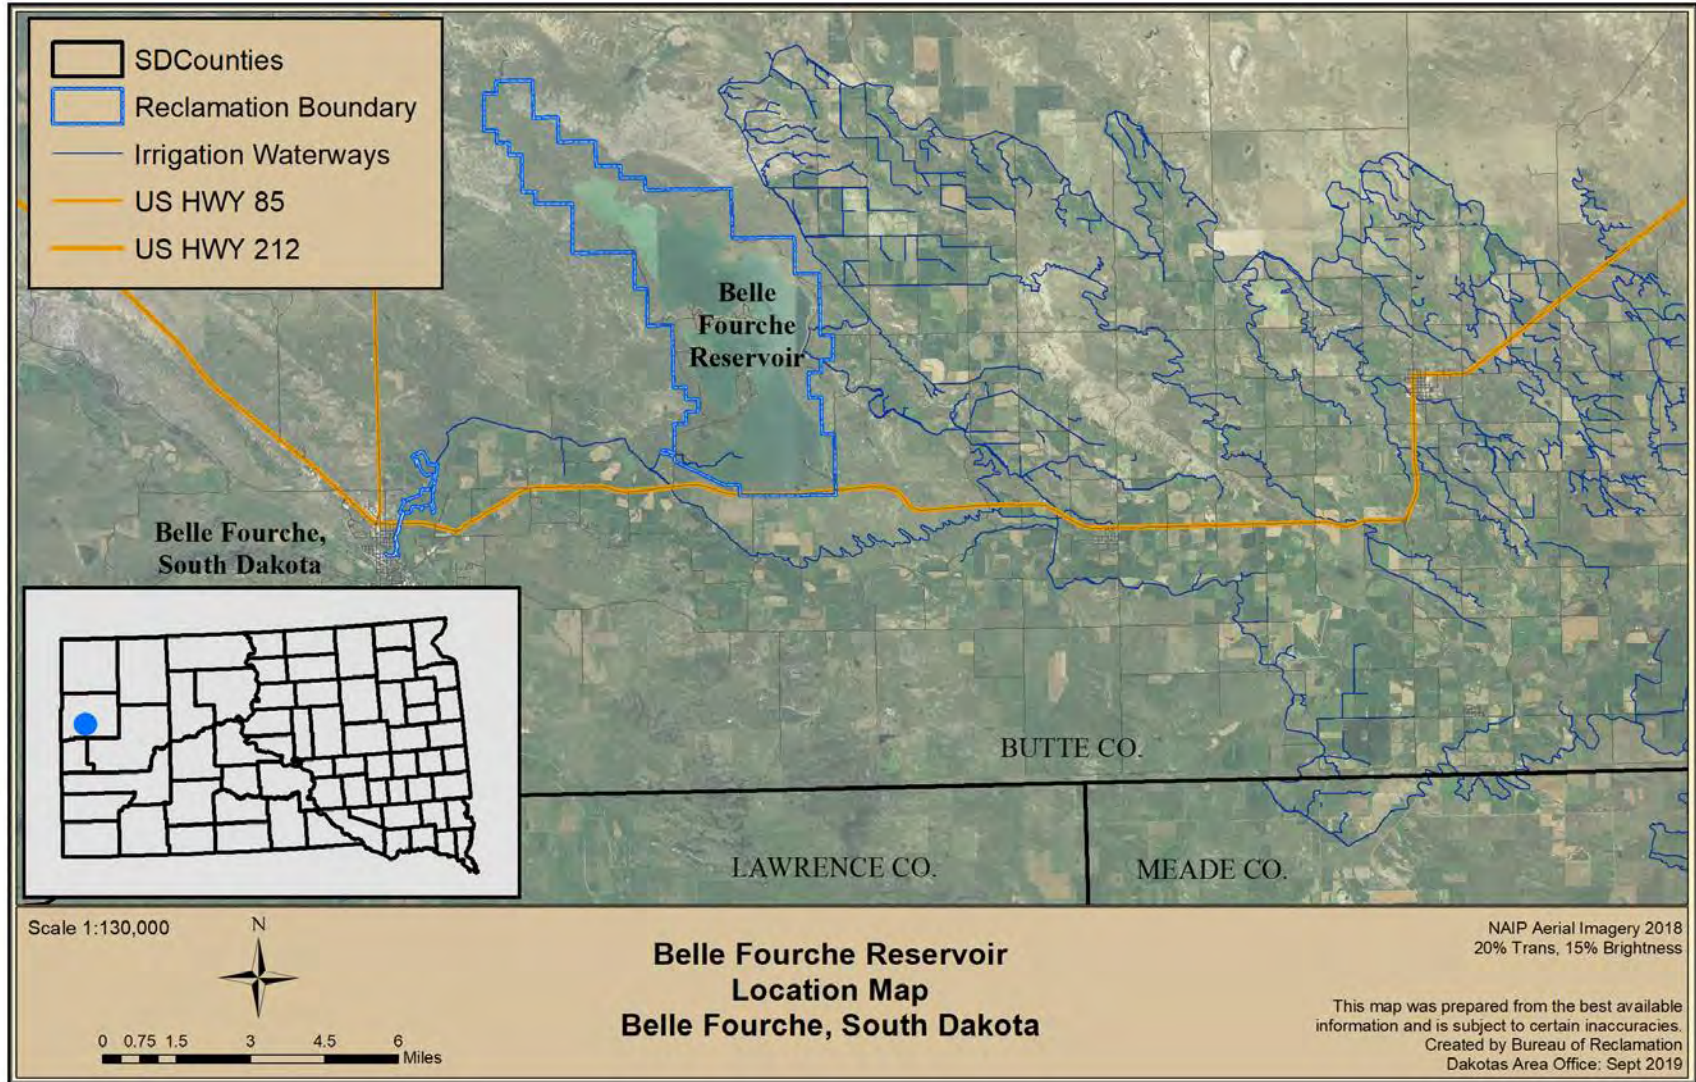 SDCounties
Reclamation Boundary
Irrigation Waterways
US HWY 85
US HWY 212
Belle
Fourche
Reservoir
Belle Fourche,
South Dakota
BUTTE CO.
LAWRENCE CO.
MEADE CO.
Scale 1:130,000
N
0 0.75 1.5 3 4.5 6
Miles
Belle Fourche Reservoir
Location Map
Belle Fourche, South Dakota
NAIP Aerial Imagery 2018
20% Trans, 15% Brightness
This map was prepared from the best available
information and is subject to certain inaccuracies.
Created by Bureau of Reclamation
Dakotas Area Office: Sept 2019